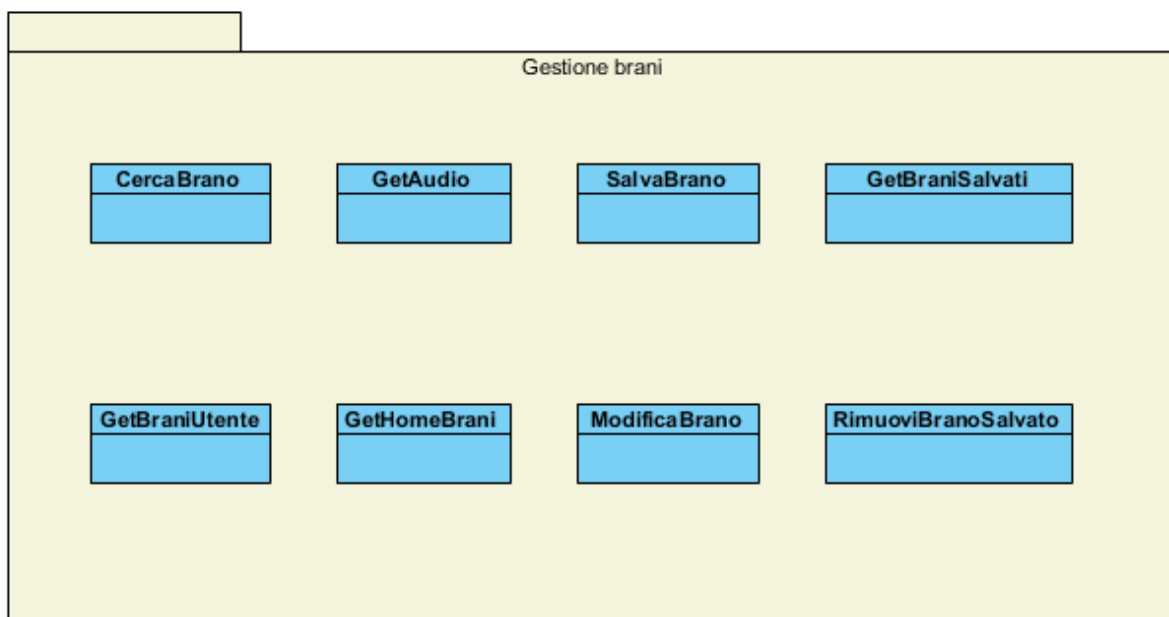 Gestione brani
CercaBrano
GetAudio
SalvaBrano
GetBraniSalvati
GetBraniUtente
GetHomeBrani
ModificaBrano
RimuoviBranoSalvato